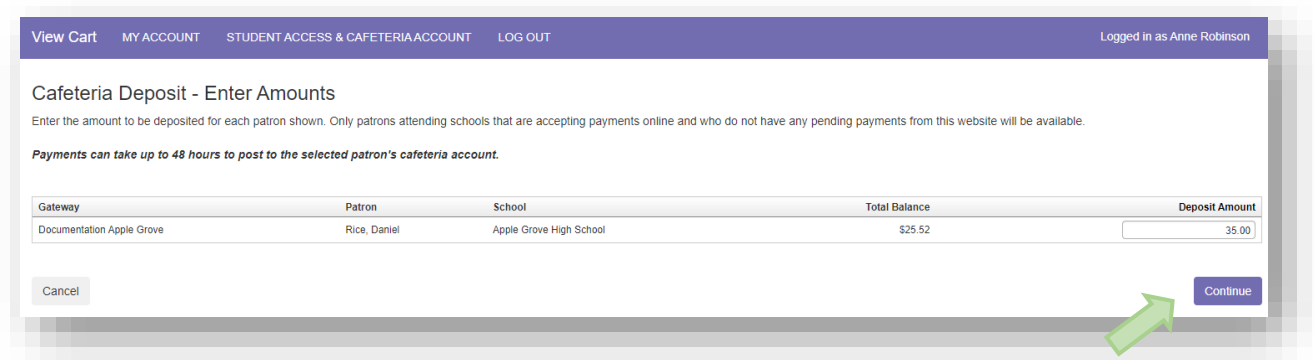 View Cart MY ACCOUNT STUDENT ACCESS & CAFETERIA ACCOUNT LOG OUT Logged in as Anne Robinson
Cafeteria Deposit - Enter Amounts
Enter the amount to be deposited for each patron shown. Only patrons attending schools that are accepting payments online and who do not have any pending payments from this website will be available.
Payments can take up to 48 hours to post to the selected patron's cafeteria account.
Gateway Patron School Total Balance Deposit Amount
Documentation Apple Grove Rice, Daniel Apple Grove High School $25.52 35.00
Cancel Continue